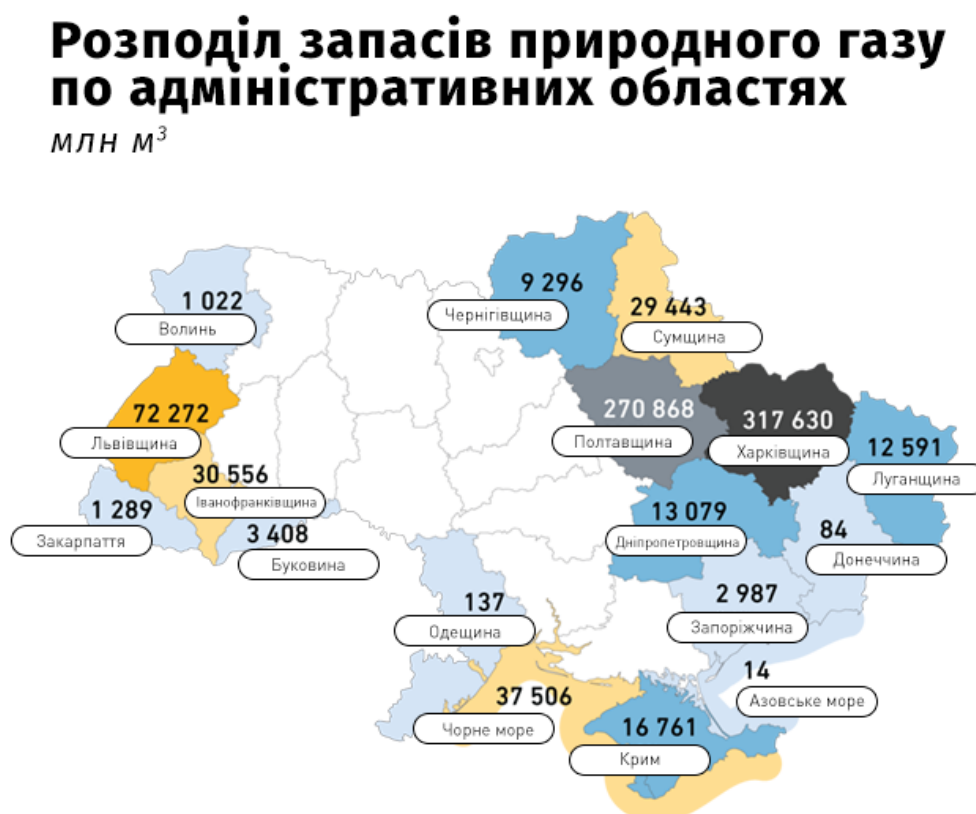 Розподіл запасів природного газу
по адміністративних областях
млн м³
9 296
Чернігівщина
1 022
Волинь
29 443
Сумщина
72 272
Львівщина
270 868
Полтавщина
317 630
Харківщина
12 591
Луганщина
30 556
Іванофранківщина
1 289
Закарпаття
3 408
Буковина
13 079
Дніпропетровщина
84
Донеччина
137
Одещина
2 987
Запоріжчина
14
Азовське море
37 506
Чорне море
16 761
Крим